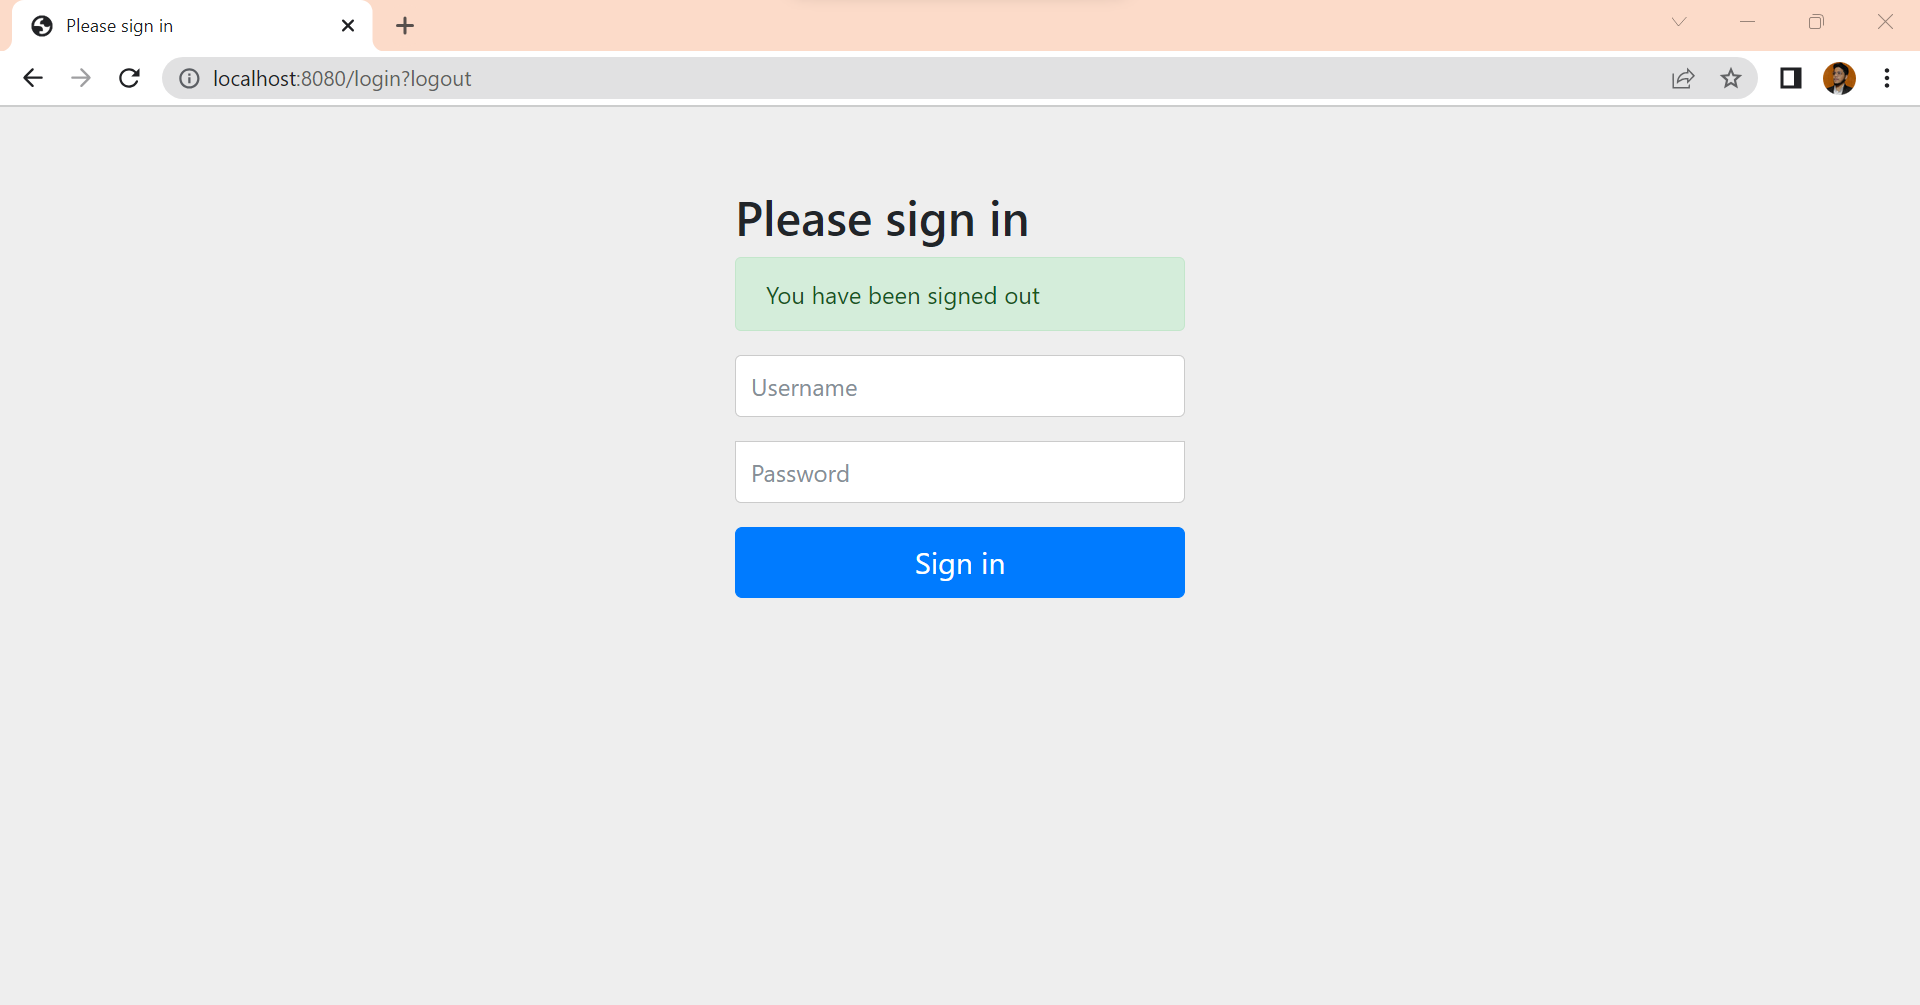 Please sign in
localhost:8080/login?logout
Please sign in
You have been signed out
Username
Password
Sign in